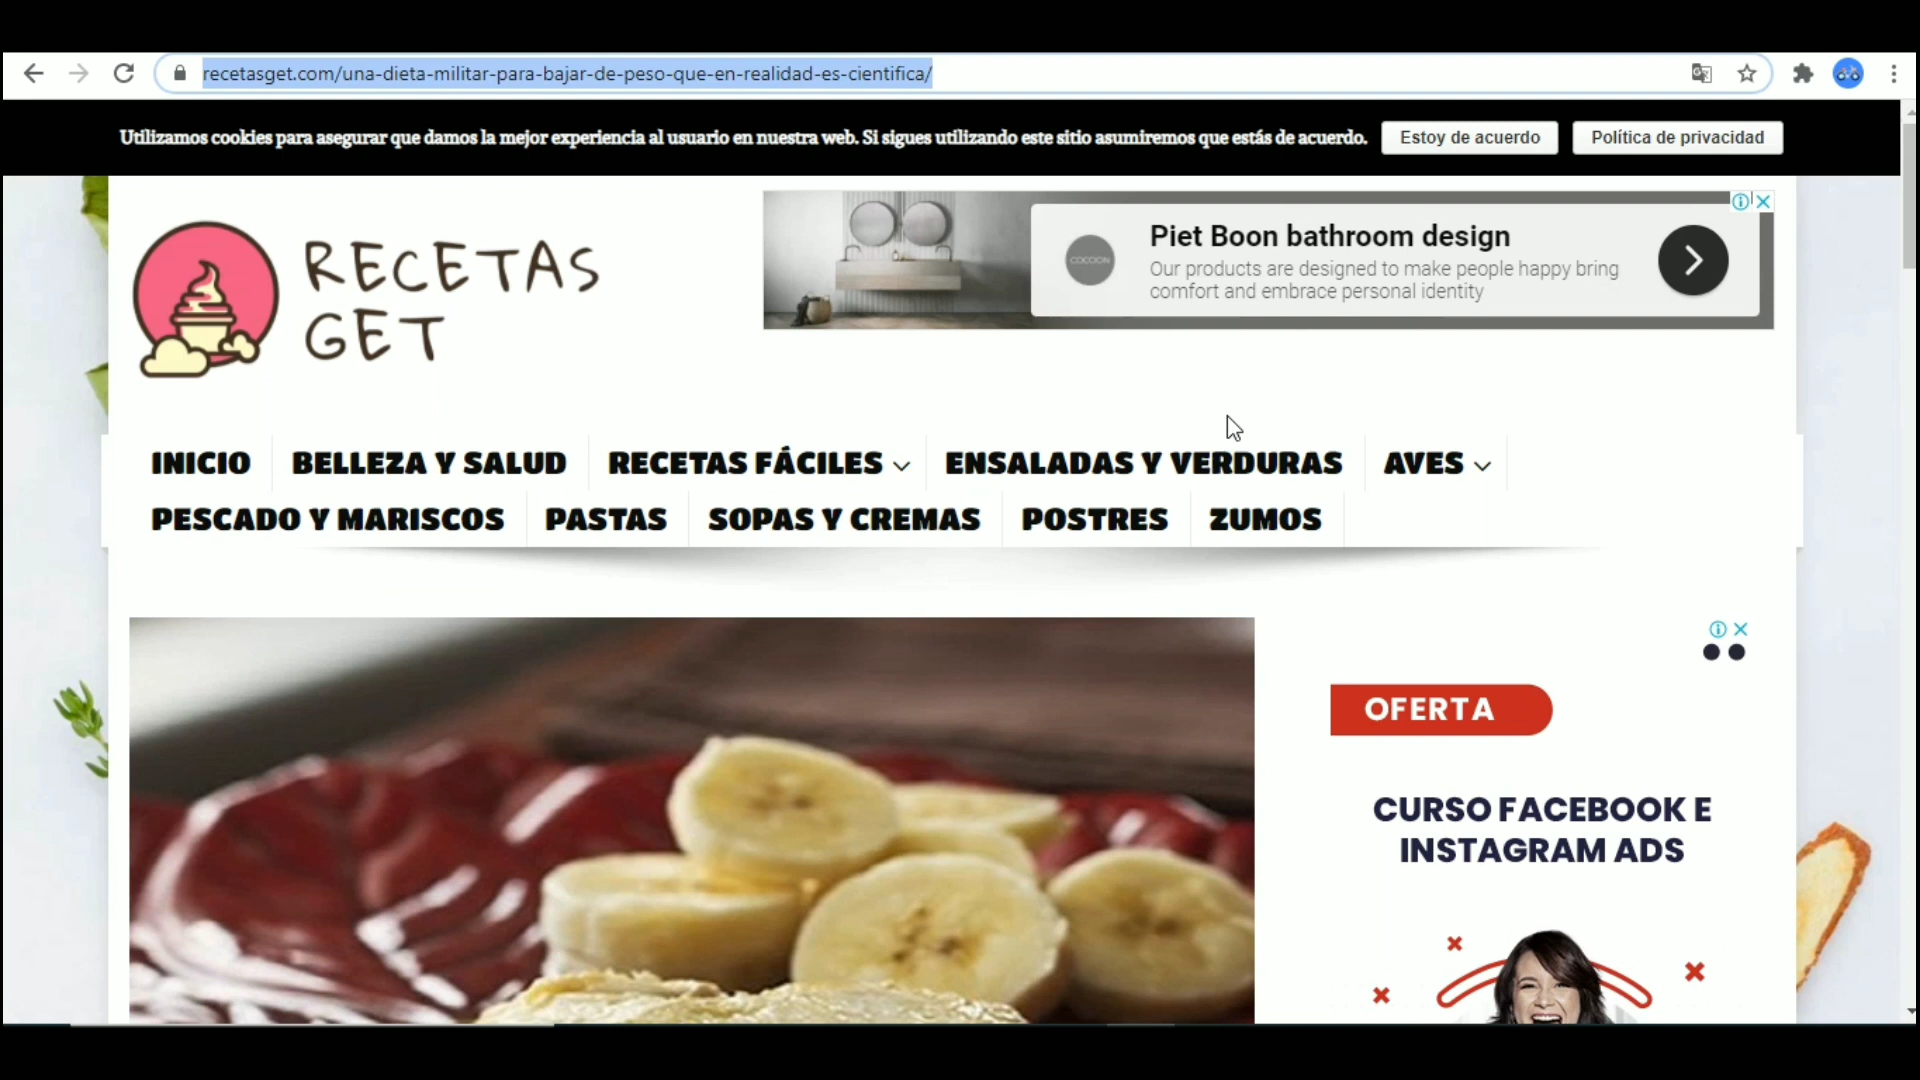 recetasget.com/una-dieta-militar-para-bajar-de-peso-que-en-realidad-es-cientifica/
Utilizamos cookies para asegurar que damos la mejor experiencia al usuario en nuestra web. Si sigues utilizando este sitio asumiremos que estás de acuerdo. Estoy de acuerdo Política de privacidad
RECETAS
GET
COCOON
Piet Boon bathroom design
Our products are designed to make people happy bring
comfort and embrace personal identity
INICIO BELLEZA Y SALUD RECETAS FÁCILES ENSALADAS Y VERDURAS AVES
PESCADO Y MARISCOS PASTAS SOPAS Y CREMAS POSTRES ZUMOS
OFERTA
CURSO FACEBOOK E
INSTAGRAM ADS